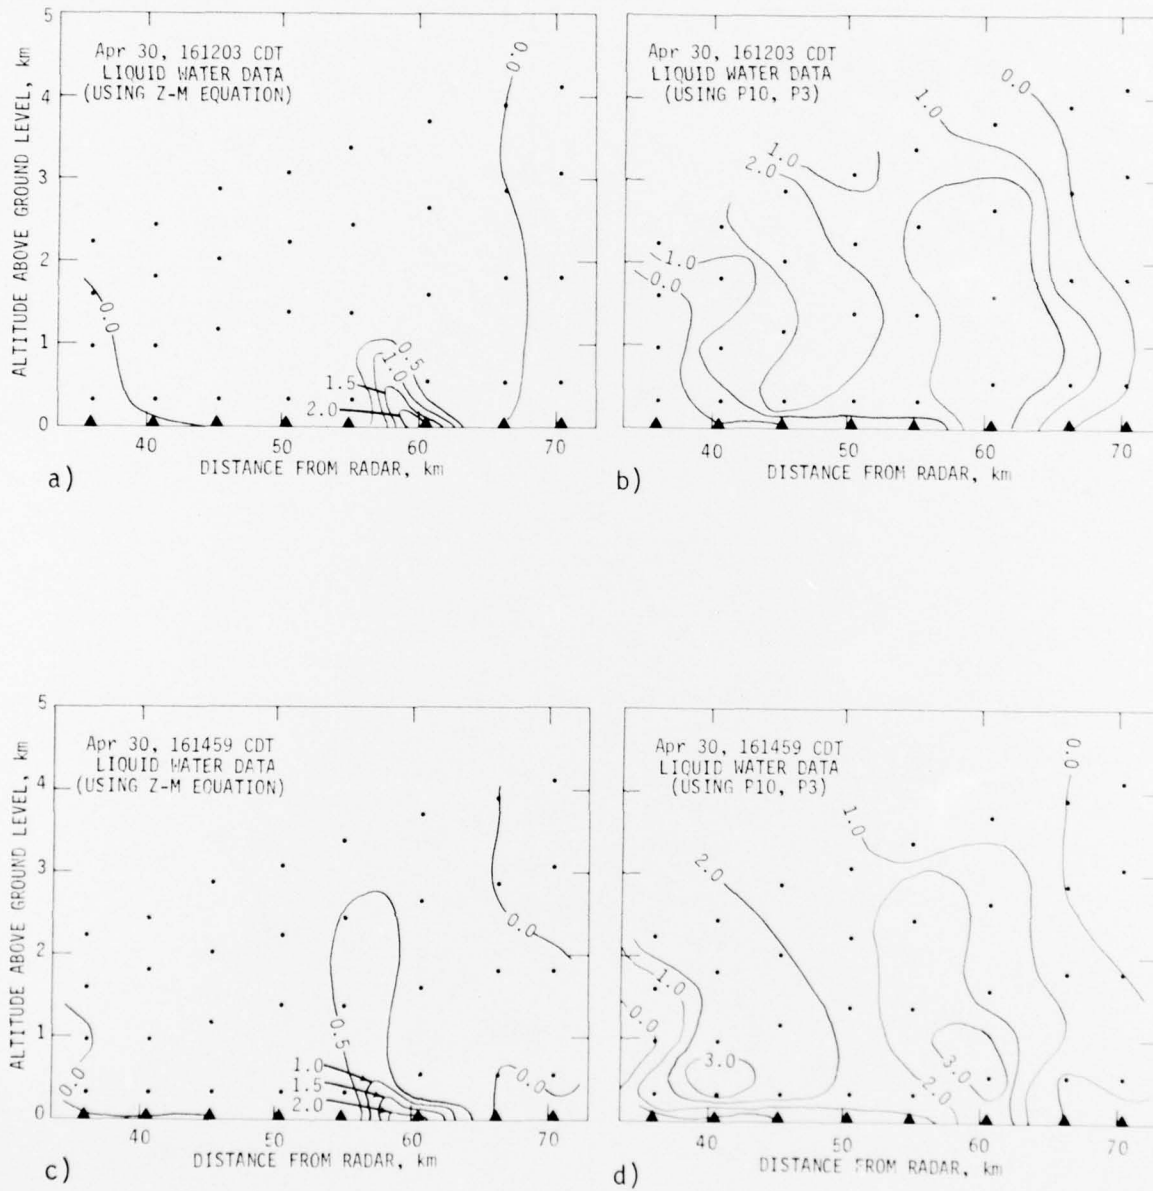 5
4
3
2
1
0
ALTITUDE ABOVE GROUND LEVEL, km
Apr 30, 161203 CDT
LIQUID WATER DATA
(USING Z-M EQUATION)
0.0
0.0
0.5
1.0
1.5
2.0
40
50
60
70
DISTANCE FROM RADAR, km
a)
Apr 30, 161203 CDT
LIQUID WATER DATA
(USING P10, P3)
0.0
1.0
1.0
2.0
1.0
0.0
40
50
60
70
DISTANCE FROM RADAR, km
b)
5
4
3
2
1
0
ALTITUDE ABOVE GROUND LEVEL, km
Apr 30, 161459 CDT
LIQUID WATER DATA
(USING Z-M EQUATION)
0.0
0.5
1.0
1.5
2.0
0.0
0.0
40
50
60
70
DISTANCE FROM RADAR, km
c)
Apr 30, 161459 CDT
LIQUID WATER DATA
(USING P10, P3)
0.0
1.0
2.0
1.0
0.0
3.0
3.0
2.0
40
50
60
70
DISTANCE FROM RADAR, km
d)